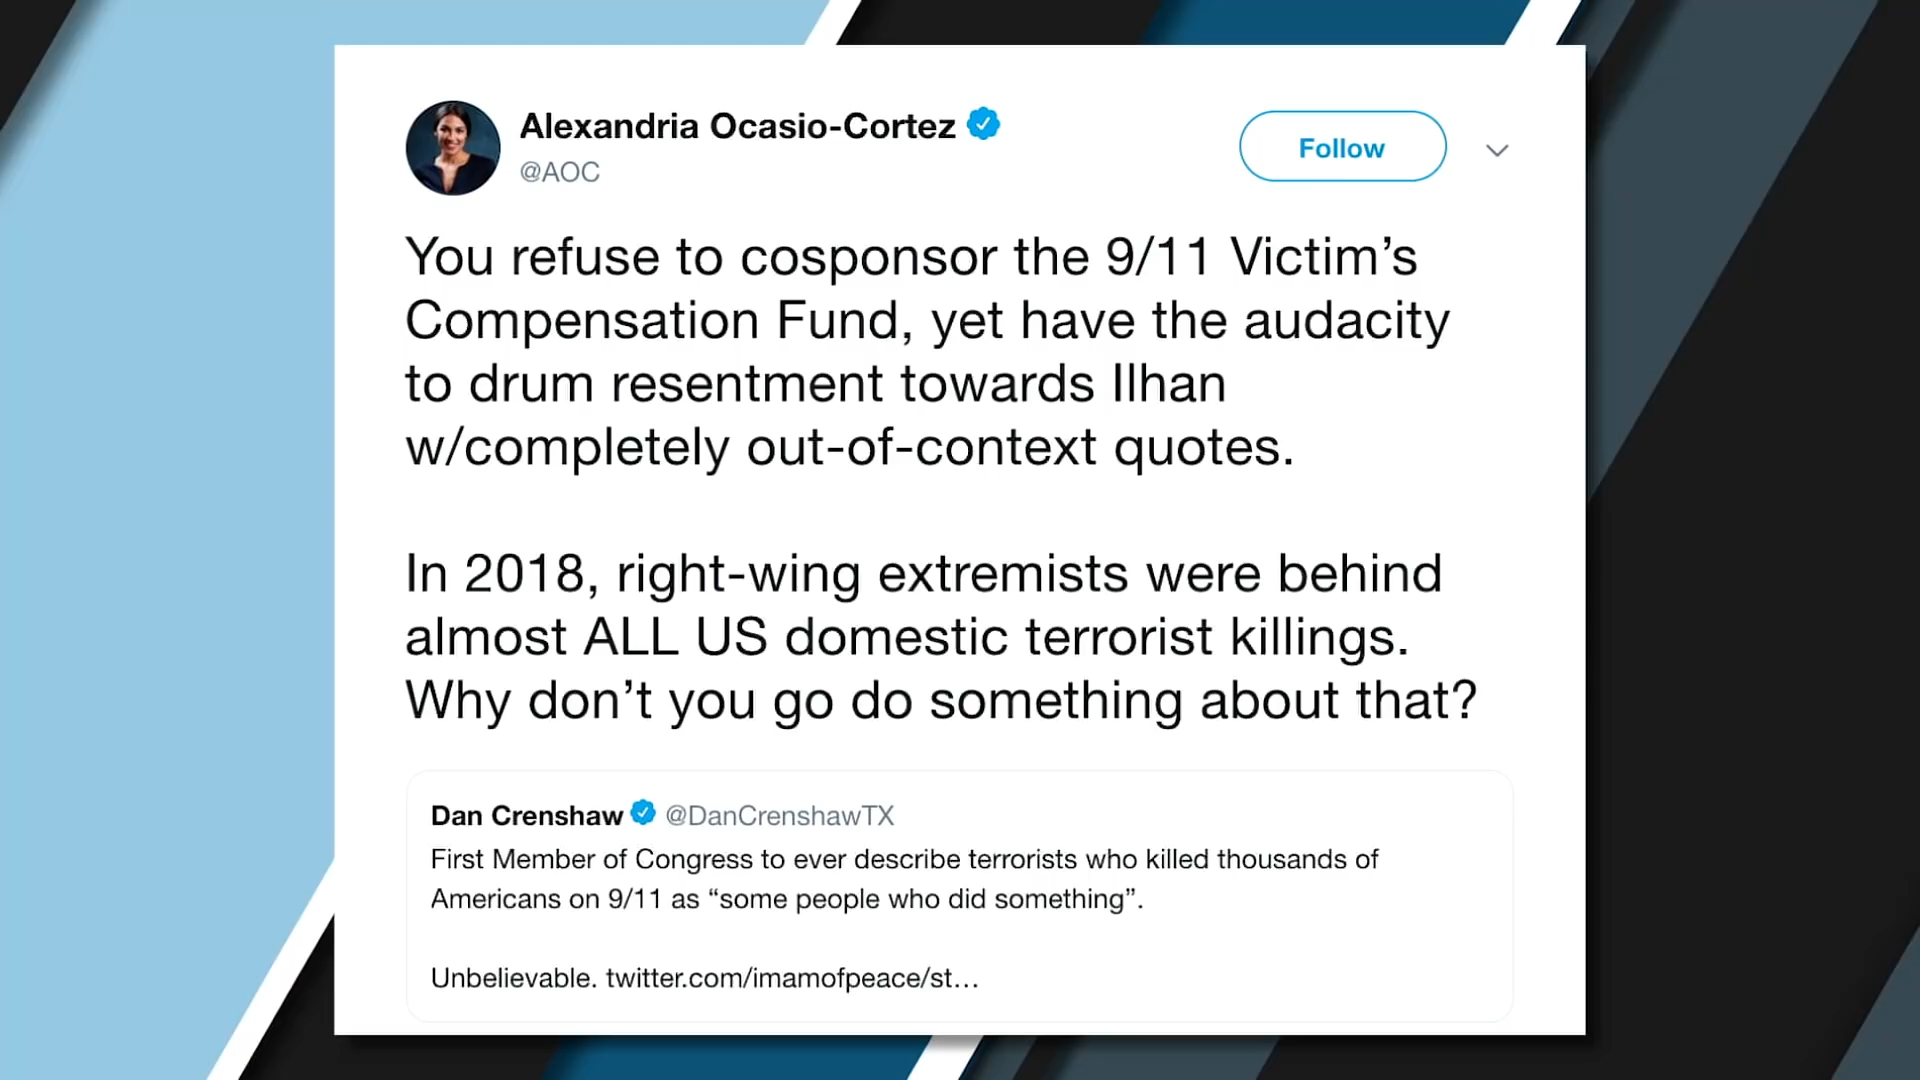 Alexandria Ocasio-Cortez
@AOC
Follow
You refuse to cosponsor the 9/11 Victim’s
Compensation Fund, yet have the audacity
to drum resentment towards Ilhan
w/completely out-of-context quotes.
In 2018, right-wing extremists were behind
almost ALL US domestic terrorist killings.
Why don’t you go do something about that?
Dan Crenshaw @DanCrenshawTX
First Member of Congress to ever describe terrorists who killed thousands of
Americans on 9/11 as “some people who did something”.
Unbelievable. twitter.com/imamofpeace/st…